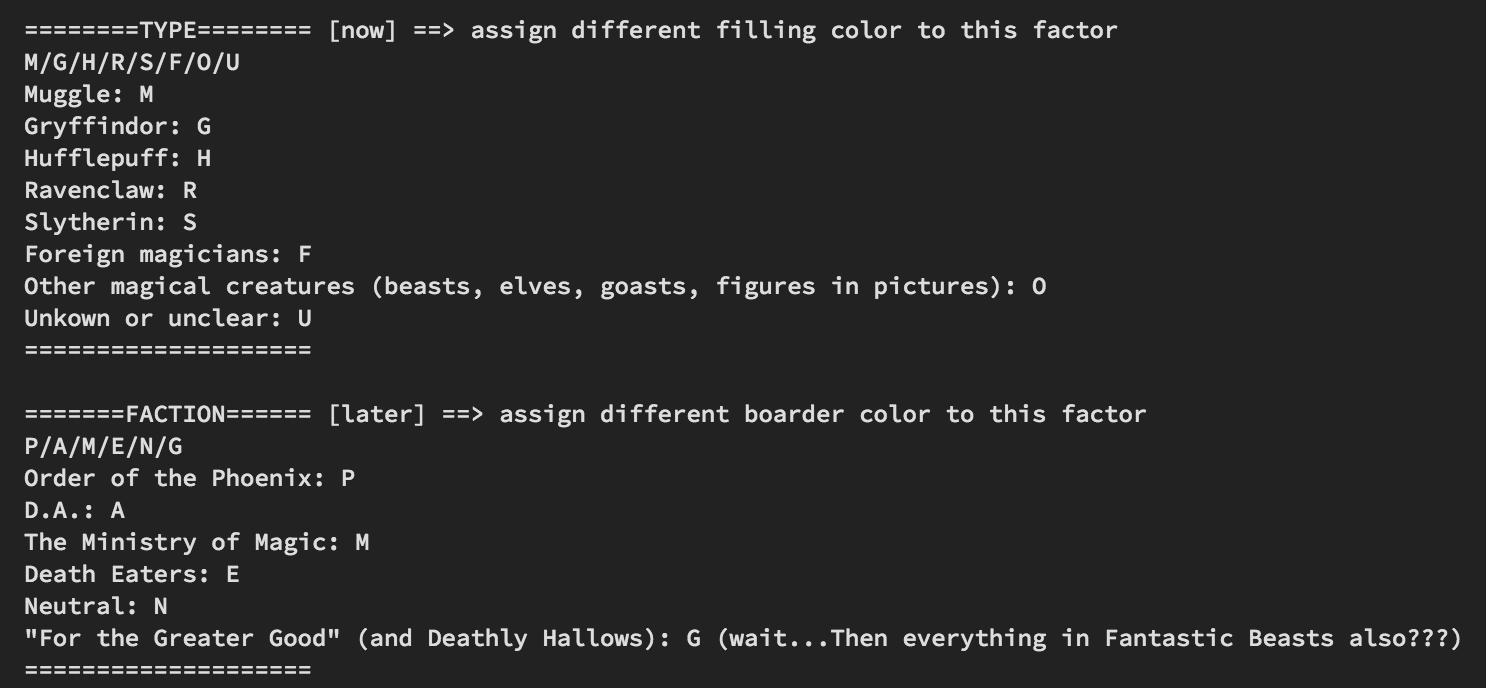 ========TYPE======== [now] ==> assign different filling color to this factor
M/G/H/R/S/F/O/U
Muggle: M
Gryffindor: G
Hufflepuff: H
Ravenclaw: R
Slytherin: S
Foreign magicians: F
Other magical creatures (beasts, elves, goasts, figures in pictures): O
Unkown or unclear: U
====================
=======FACTION====== [later] ==> assign different boarder color to this factor
P/A/M/E/N/G
Order of the Phoenix: P
D.A.: A
The Ministry of Magic: M
Death Eaters: E
Neutral: N
"For the Greater Good" (and Deathly Hallows): G (wait...Then everything in Fantastic Beasts also???)
====================